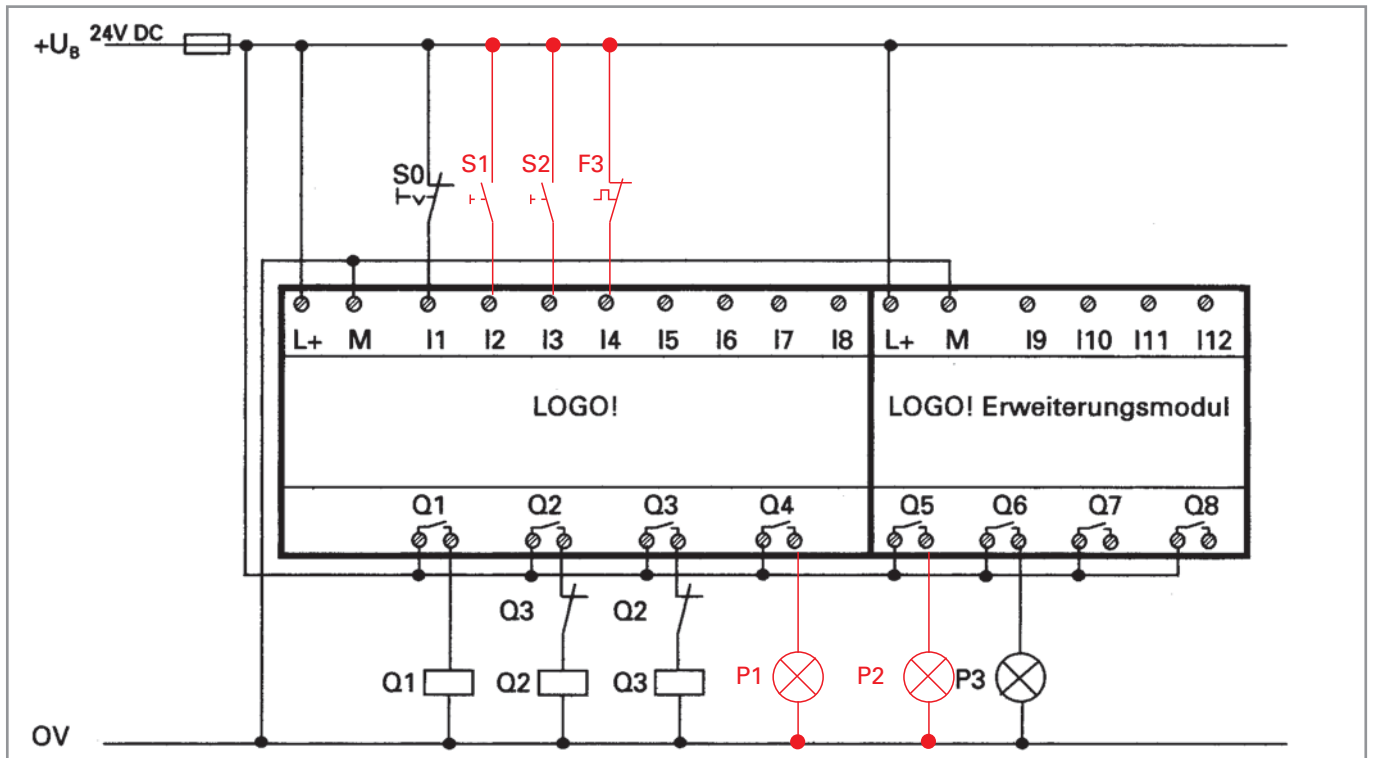 +U_B 24V DC
S0 S1 S2 F3
L+ M I1 I2 I3 I4 I5 I6 I7 I8 L+ M I9 I10 I11 I12
LOGO! LOGO! Erweiterungsmodul
Q1 Q2 Q3 Q4 Q5 Q6 Q7 Q8
Q3 Q2
Q1 Q2 Q3 P1 P2 P3
0V